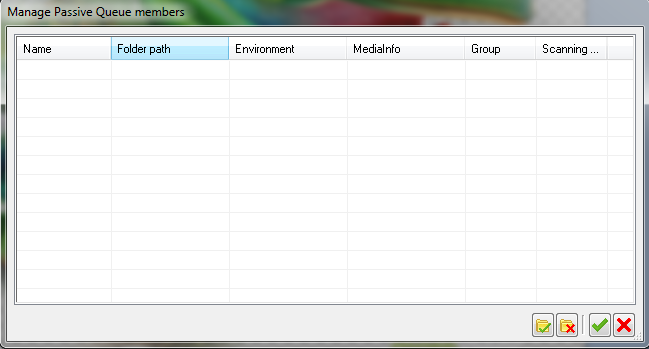 Manage Passive Queue members
Name Folder path Environment MediaInfo Group Scanning ...